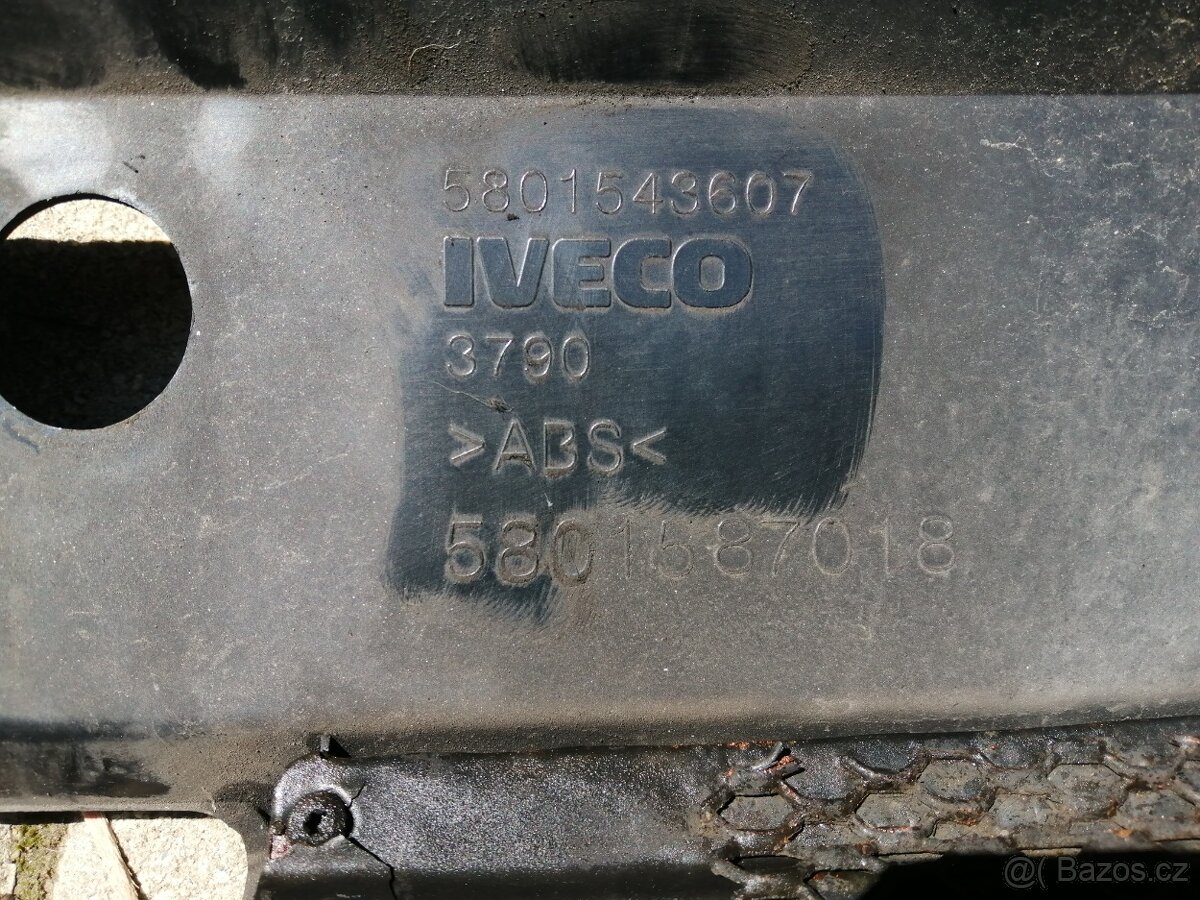 5801543607
IVECO
3790
>ABS<
5801587018
@( Bazos.cz